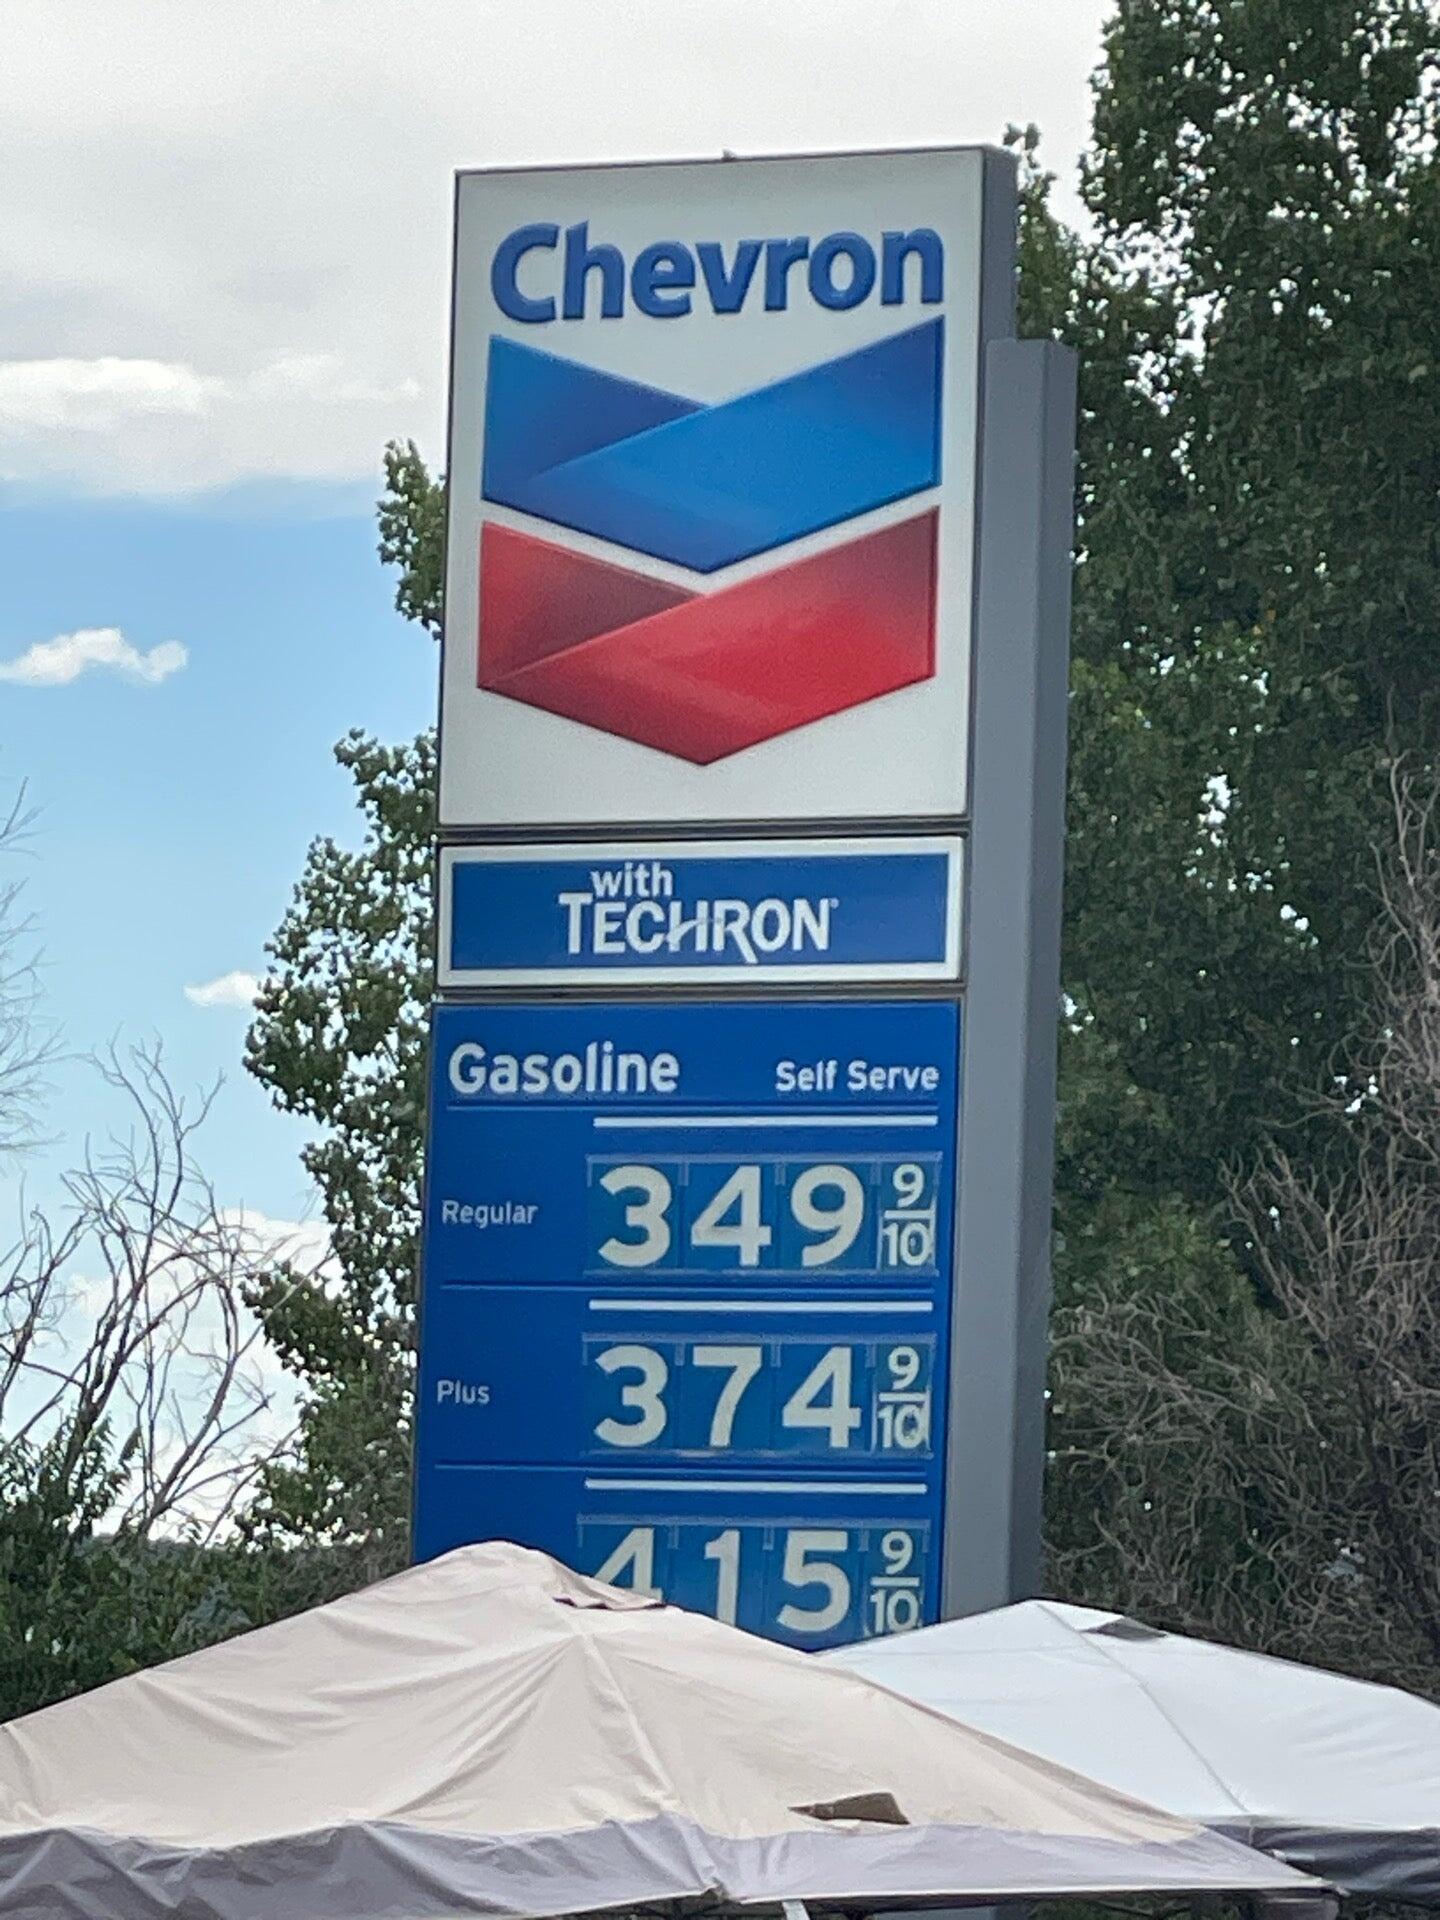 Chevron
with
TECHRON®
Gasoline Self Serve
Regular 349 9/10
Plus 374 9/10
415 9/10